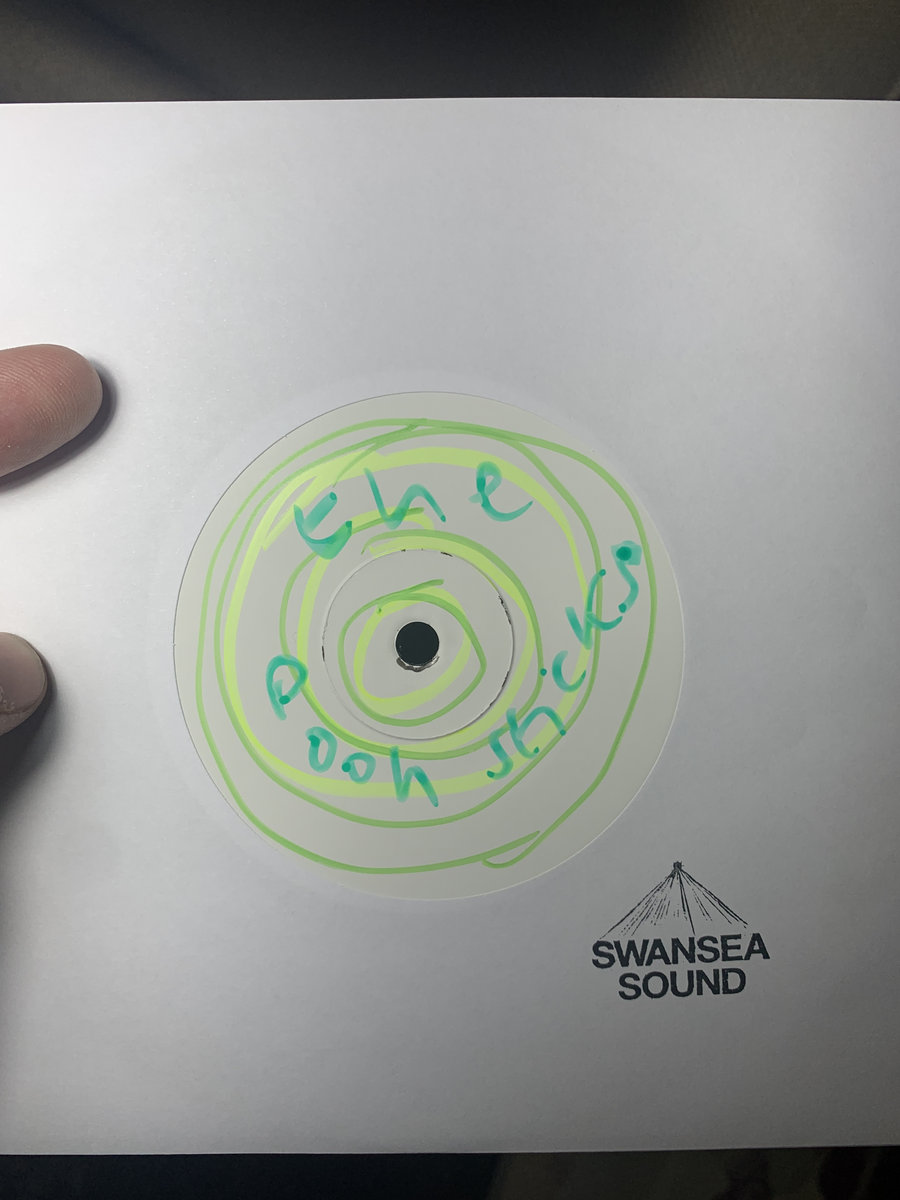 the
Pooh sticks
SWANSEA
SOUND